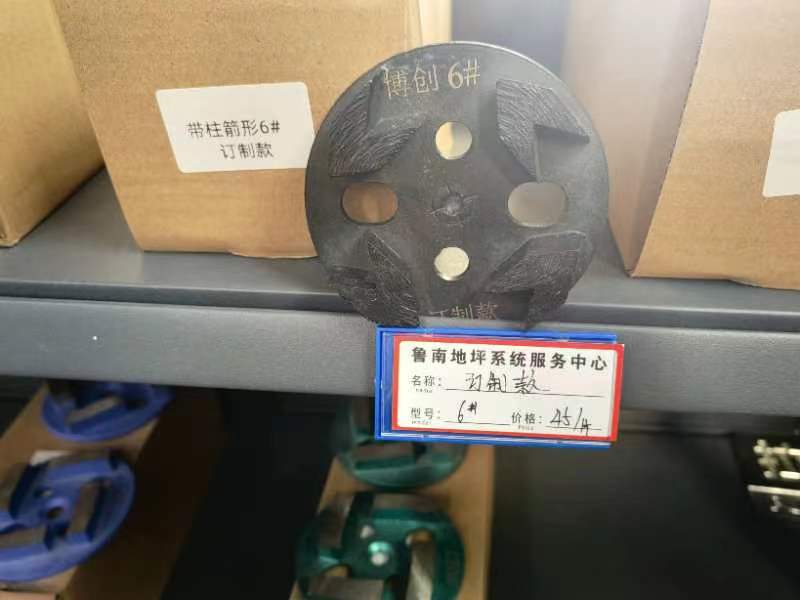 博创 6#
带柱箭形6#
订制款
订制款
鲁南地坪系统服务中心
名称：订制款
型号：6# 价格：45/片